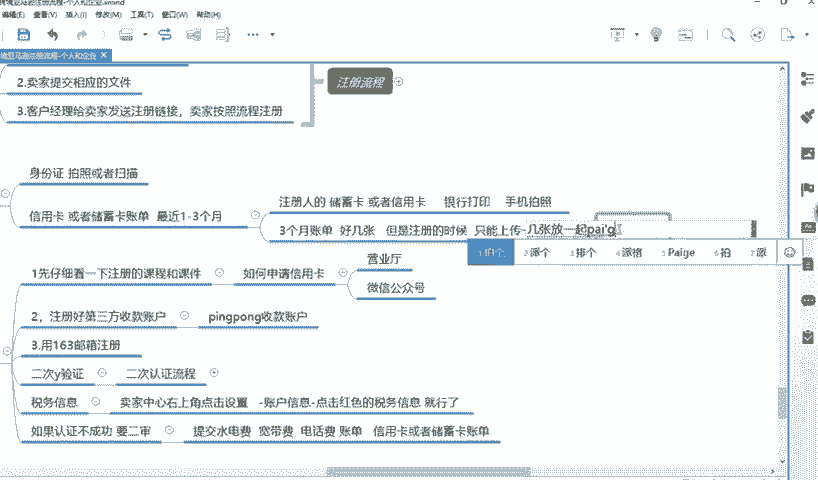 跨境亚马逊注册流程-个人和企业.xmind
编辑(E) 查看(V) 插入(I) 修改(M) 工具(T) 窗口(W) 帮助(H)
2.卖家提交相应的文件
注册流程
3.客户经理给卖家发送注册链接，卖家按照流程注册
身份证 拍照或者扫描
信用卡 或者储蓄卡账单 最近1-3个月
注册人的 储蓄卡 或者信用卡 银行打印 手机拍照
3个月账单 好几张 但是注册的时候 只能上传-几张放一起pai'g
1拍个 2派个 3排个 4派格 5Paige 6拍 7派
1先仔细看一下注册的课程和课件
如何申请信用卡
营业厅
微信公众号
2，注册好第三方收款账户
pingpong收款账户
3.用163邮箱注册
二次y验证
二次认证流程
税务信息
卖家中心右上角点击设置 -账户信息-点击红色的税务信息 就行了
如果认证不成功 要二审
提交水电费 宽带费 电话费 账单 信用卡或者储蓄卡账单